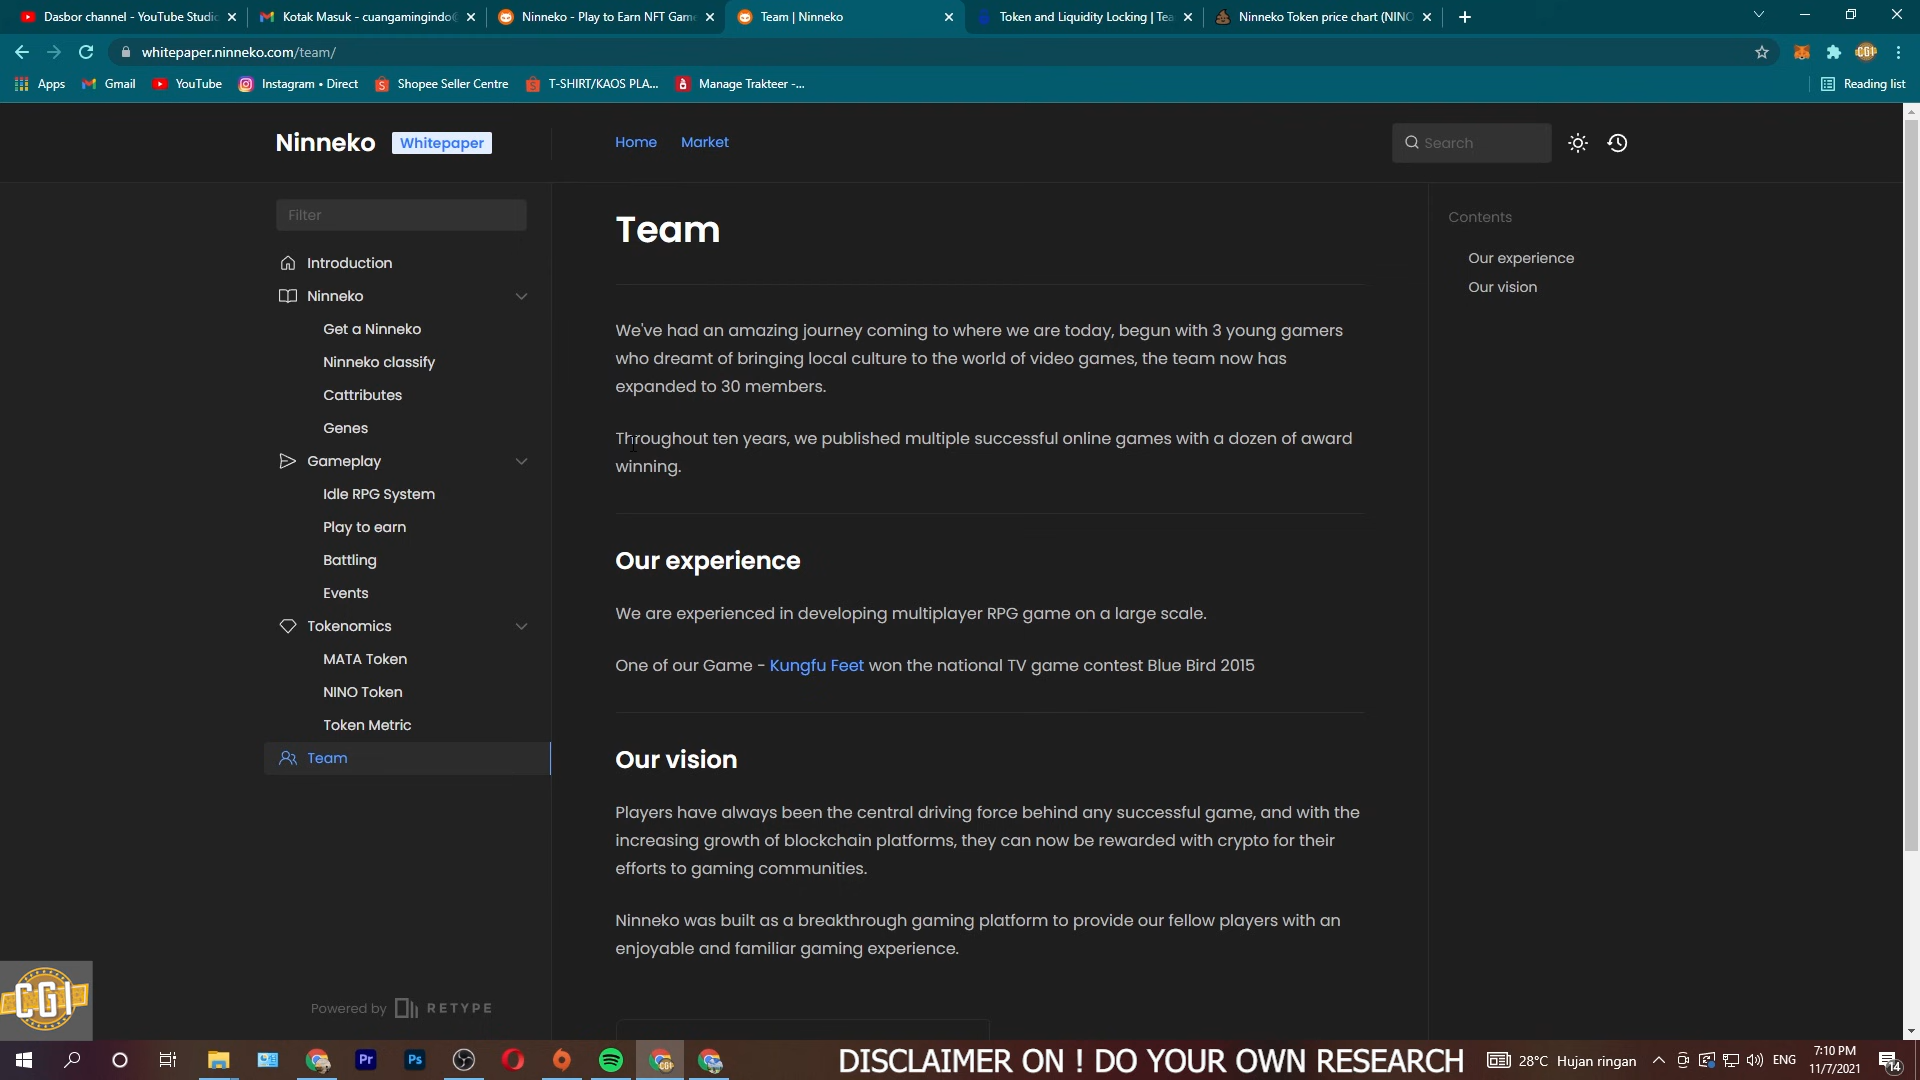 Dasbor channel - YouTube Studio
Kotak Masuk - cuangamingindo@
Ninneko - Play to Earn NFT Game
Team | Ninneko
Token and Liquidity Locking | Tea
Ninneko Token price chart (NINO
whitepaper.ninneko.com/team/
Apps
Gmail
YouTube
Instagram • Direct
Shopee Seller Centre
T-SHIRT/KAOS PLA...
Manage Trakteer -...
Reading list
Ninneko
Whitepaper
Home
Market
Search
Filter
Introduction
Ninneko
Get a Ninneko
Ninneko classify
Cattributes
Genes
Gameplay
Idle RPG System
Play to earn
Battling
Events
Tokenomics
MATA Token
NINO Token
Token Metric
Team
Powered by RETYPE
Team
We've had an amazing journey coming to where we are today, begun with 3 young gamers
who dreamt of bringing local culture to the world of video games, the team now has
expanded to 30 members.
Throughout ten years, we published multiple successful online games with a dozen of award
winning.
Our experience
We are experienced in developing multiplayer RPG game on a large scale.
One of our Game - Kungfu Feet won the national TV game contest Blue Bird 2015
Our vision
Players have always been the central driving force behind any successful game, and with the
increasing growth of blockchain platforms, they can now be rewarded with crypto for their
efforts to gaming communities.
Ninneko was built as a breakthrough gaming platform to provide our fellow players with an
enjoyable and familiar gaming experience.
Contents
Our experience
Our vision
CGI
Pr
Ps
DISCLAIMER ON ! DO YOUR OWN RESEARCH
28°C Hujan ringan
ENG
7:10 PM
11/7/2021
14